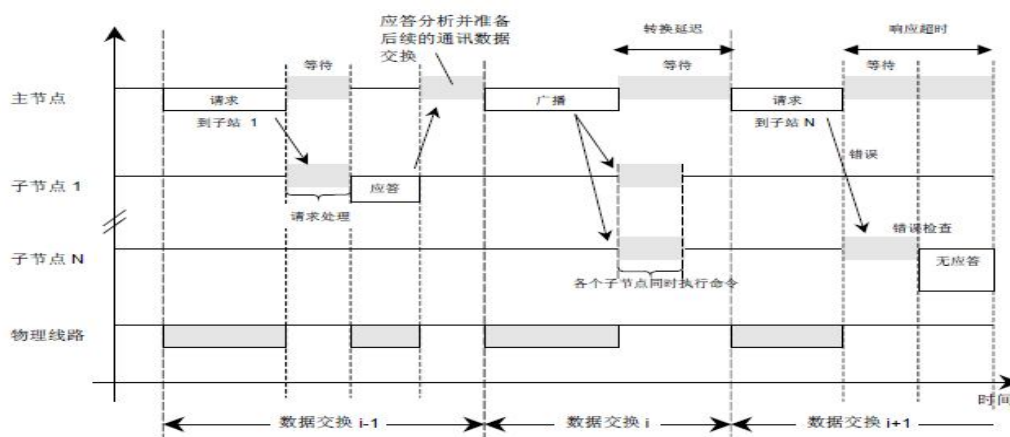 应答分析并准备
后续的通讯数据
交换
转换延迟
响应超时
等待
等待
等待
主节点
请求
广播
请求
到子站 1
到子站 N
错误
子节点 1
应答
请求处理
错误检查
子节点 N
无应答
各个子节点同时执行命令
物理线路
时间
数据交换 i-1
数据交换 i
数据交换 i+1